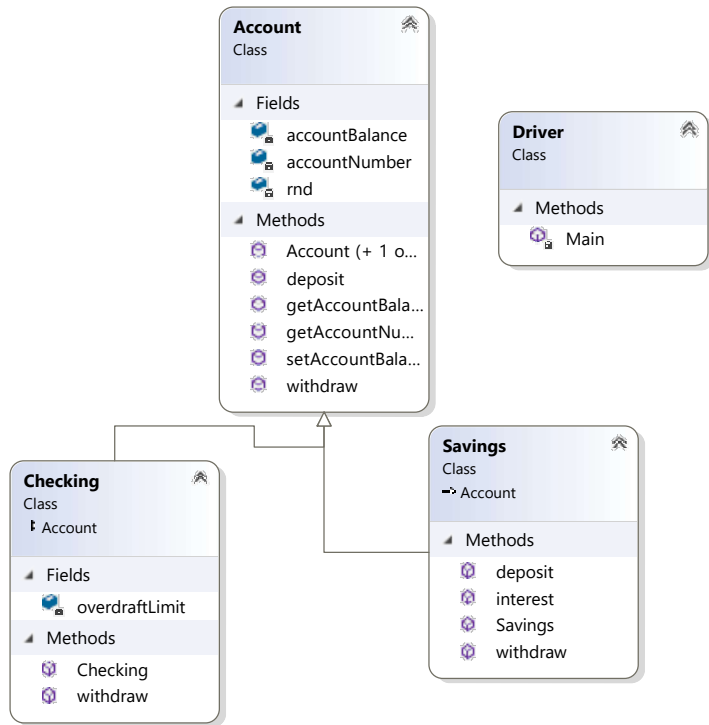 Account
Class
Fields
accountBalance
accountNumber
rnd
Methods
Account (+ 1 o...
deposit
getAccountBala...
getAccountNu...
setAccountBala...
withdraw
Driver
Class
Methods
Main
Checking
Class
Account
Fields
overdraftLimit
Methods
Checking
withdraw
Savings
Class
Account
Methods
deposit
interest
Savings
withdraw